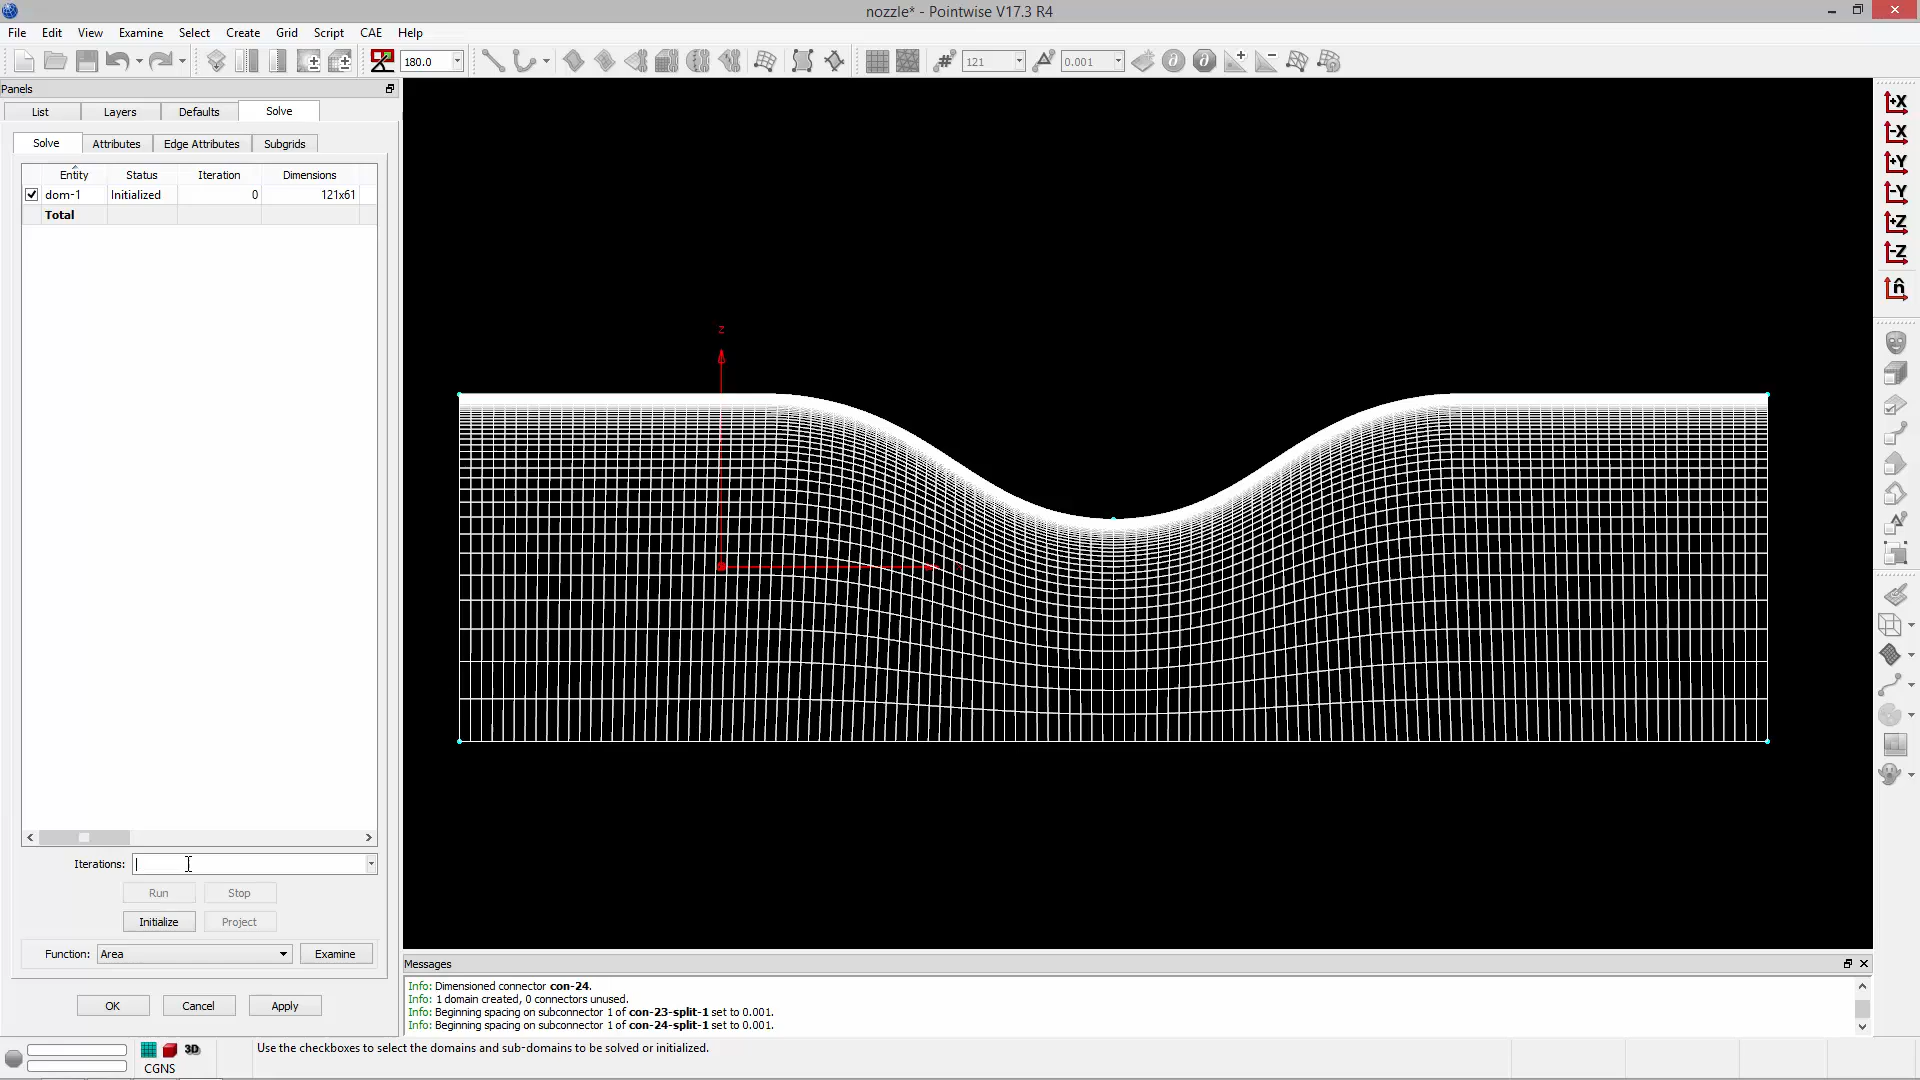 nozzle* - Pointwise V17.3 R4
File Edit View Examine Select Create Grid Script CAE Help
180.0 121 0.001
Panels
List Layers Defaults Solve
Solve Attributes Edge Attributes Subgrids
Entity Status Iteration Dimensions
dom-1 Initialized 0 121x61
Total
z
x
+X
-X
+Y
-Y
+Z
-Z
n̂
Iterations:
Run Stop
Initialize Project
Function: Area Examine
OK Cancel Apply
Messages
Info: Dimensioned connector con-24.
Info: 1 domain created, 0 connectors unused.
Info: Beginning spacing on subconnector 1 of con-23-split-1 set to 0.001.
Info: Beginning spacing on subconnector 1 of con-24-split-1 set to 0.001.
3D
CGNS
Use the checkboxes to select the domains and sub-domains to be solved or initialized.